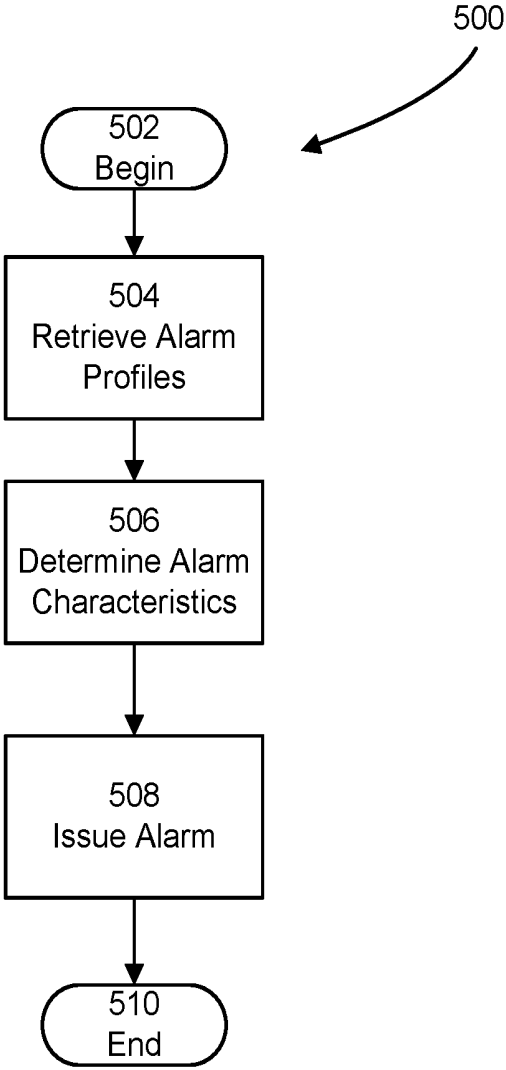 500
502
Begin
504
Retrieve Alarm
Profiles
506
Determine Alarm
Characteristics
508
Issue Alarm
510
End